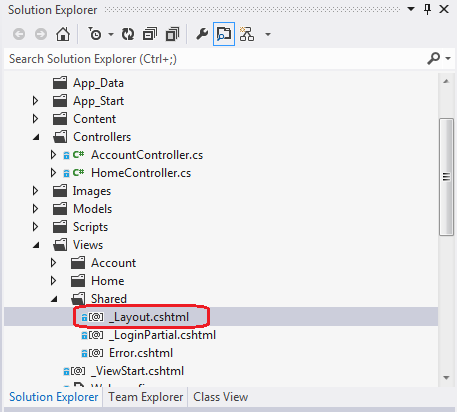 Solution Explorer
Search Solution Explorer (Ctrl+;)
App_Data
App_Start
Content
Controllers
C# AccountController.cs
C# HomeController.cs
Images
Models
Scripts
Views
Account
Home
Shared
[@] _Layout.cshtml
[@] _LoginPartial.cshtml
[@] Error.cshtml
[@] _ViewStart.cshtml
Solution Explorer Team Explorer Class View